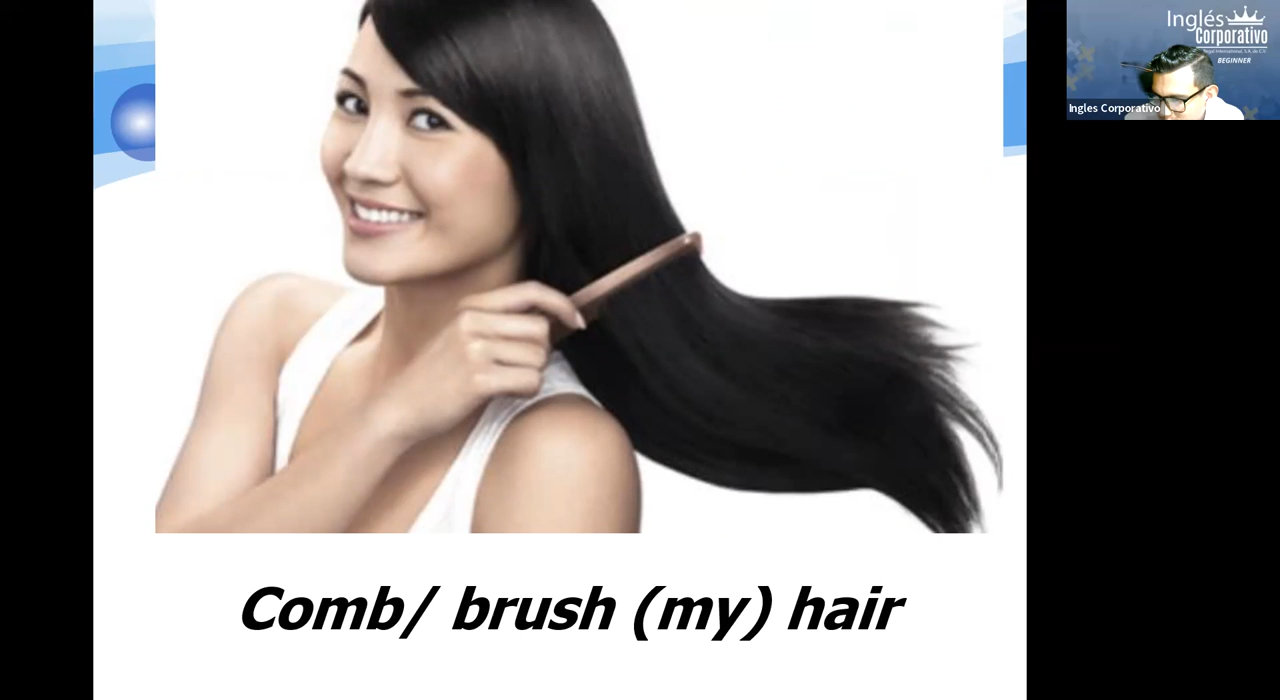 Inglés
Corporativo
BEGINNER
Ingles Corporativo
Comb/ brush (my) hair